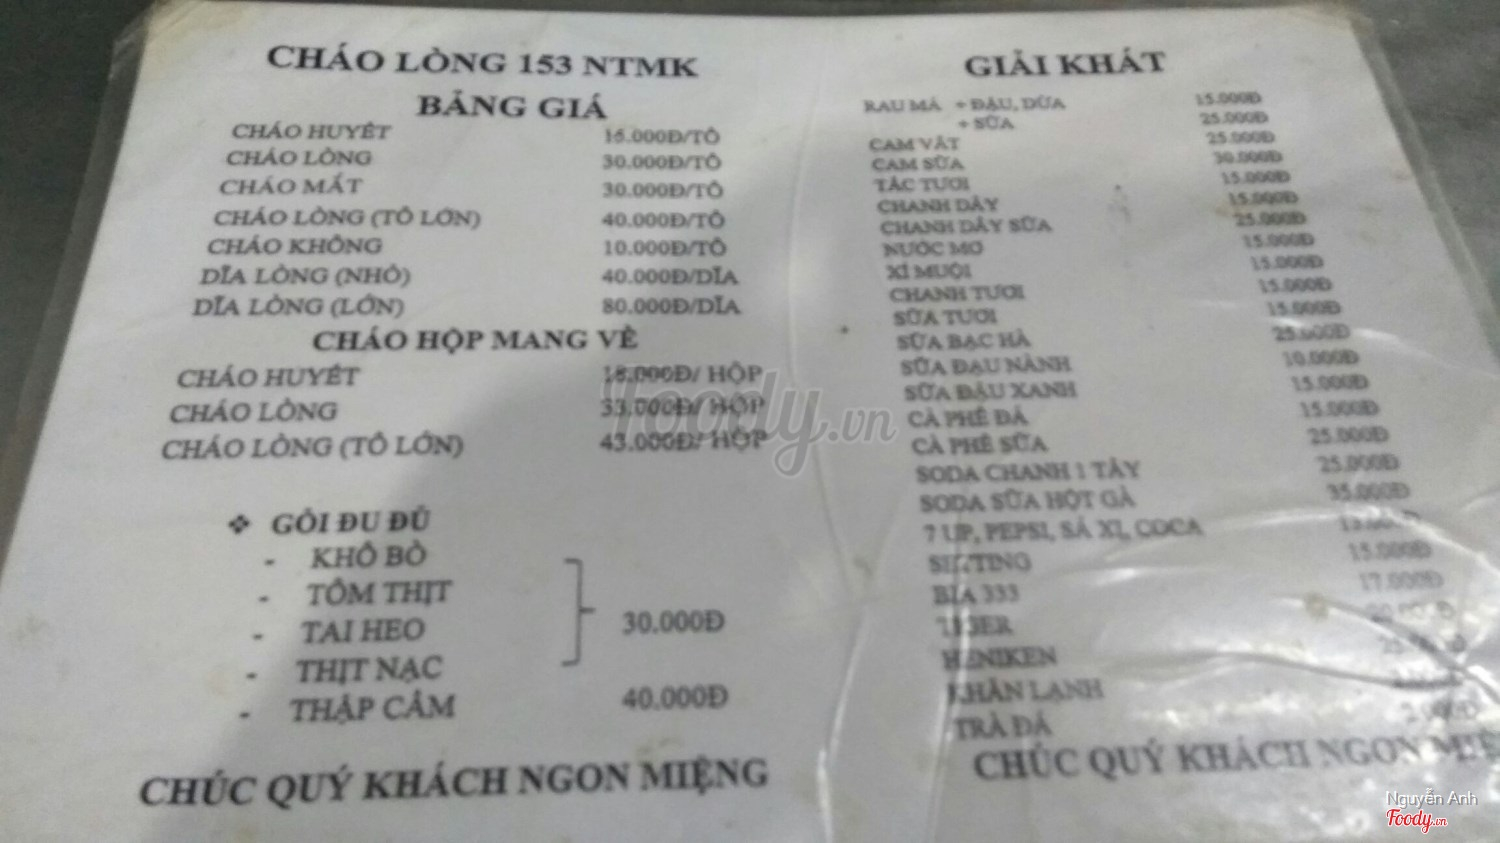 CHÁO LÒNG 153 NTMK
BẢNG GIÁ
CHÁO HUYẾT 15.000Đ/TÔ
CHÁO LÒNG 30.000Đ/TÔ
CHÁO MẮT 30.000Đ/TÔ
CHÁO LÒNG (TÔ LỚN) 40.000Đ/TÔ
CHÁO KHÔNG 10.000Đ/TÔ
DĨA LÒNG (NHỎ) 40.000Đ/DĨA
DĨA LÒNG (LỚN) 80.000Đ/DĨA
CHÁO HỘP MANG VỀ
CHÁO HUYẾT 18.000Đ/ HỘP
CHÁO LÒNG 33.000Đ/ HỘP
CHÁO LÒNG (TÔ LỚN) 43.000Đ/ HỘP
❖ GỎI ĐU ĐỦ
- KHÔ BÒ
- TÔM THỊT
- TAI HEO
- THỊT NẠC
30.000Đ
- THẬP CẨM 40.000Đ
CHÚC QUÝ KHÁCH NGON MIỆNG
GIẢI KHÁT
RAU MÁ + ĐẬU, DỪA 15.000Đ
+ SỮA 25.000Đ
CAM VẮT 25.000Đ
CAM SỮA 30.000Đ
TẮC TƯƠI 15.000Đ
CHANH DÂY 15.000Đ
CHANH DÂY SỮA 25.000Đ
NƯỚC MƠ 15.000Đ
XÍ MUỘI 15.000Đ
CHANH TƯƠI 15.000Đ
SỮA TƯƠI 15.000Đ
SỮA BẠC HÀ 25.000Đ
SỮA ĐẬU NÀNH 10.000Đ
SỮA ĐẬU XANH 15.000Đ
CÀ PHÊ ĐÁ 15.000Đ
CÀ PHÊ SỮA 25.000Đ
SODA CHANH 1 TÂY 25.000Đ
SODA SỮA HỘT GÀ 35.000Đ
7 UP, PEPSI, SÁ XỊ, COCA 15.000Đ
STING 15.000Đ
BIA 333 17.000Đ
TIGER
HENIKEN
KHĂN LẠNH
TRÀ ĐÁ 2.000Đ
CHÚC QUÝ KHÁCH NGON MIỆ
Foody.vn
Nguyễn Anh
Foody.vn